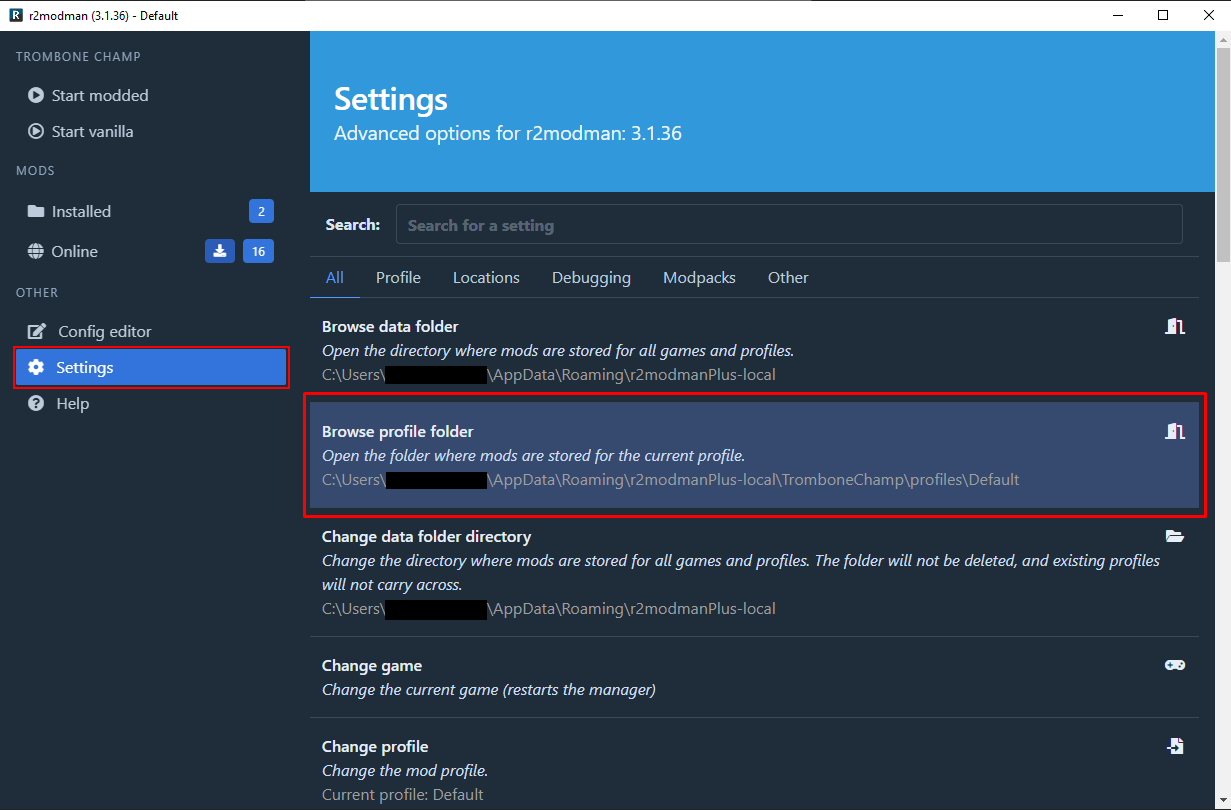 r2modman (3.1.36) - Default
TROMBONE CHAMP
Start modded
Start vanilla
MODS
Installed 2
Online 16
OTHER
Config editor
Settings
Help
Settings
Advanced options for r2modman: 3.1.36
Search: Search for a setting
All Profile Locations Debugging Modpacks Other
Browse data folder
Open the directory where mods are stored for all games and profiles.
C:\Users\ \AppData\Roaming\r2modmanPlus-local
Browse profile folder
Open the folder where mods are stored for the current profile.
C:\Users\ \AppData\Roaming\r2modmanPlus-local\TromboneChamp\profiles\Default
Change data folder directory
Change the directory where mods are stored for all games and profiles. The folder will not be deleted, and existing profiles
will not carry across.
C:\Users\ \AppData\Roaming\r2modmanPlus-local
Change game
Change the current game (restarts the manager)
Change profile
Change the mod profile.
Current profile: Default